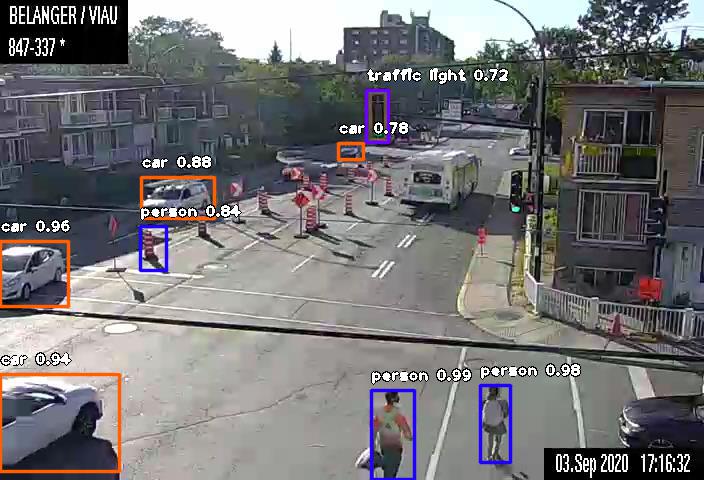 BELANGER / VIAU
847-337 *
traffic light 0.72
car 0.78
car 0.88
person 0.84
car 0.96
car 0.94
person 0.99
person 0.98
03.Sep 2020 17:16:32